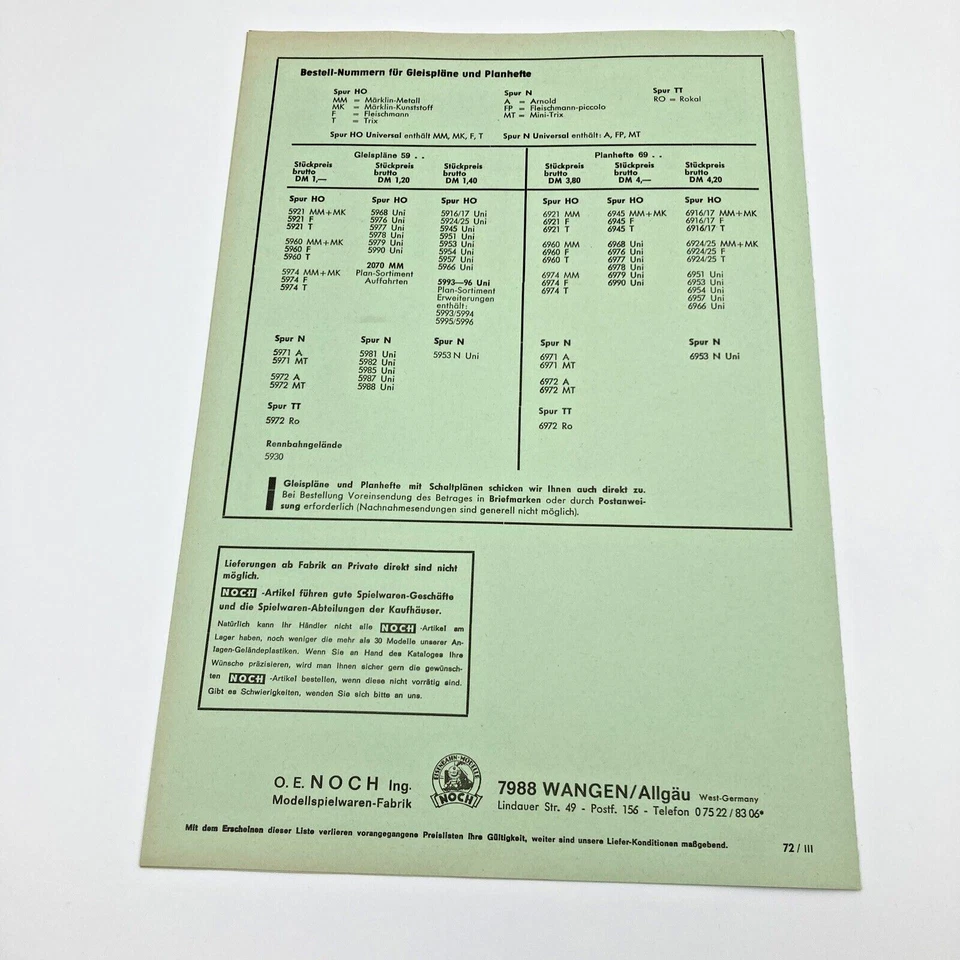 Bestell-Nummern für Gleispläne und Planhefte
Spur HO
MM = Märklin-Metall
MK = Märklin-Kunststoff
F = Fleischmann
T = Trix
Spur N
A = Arnold
FP = Fleischmann-piccolo
MT = Mini-Trix
Spur TT
RO = Rokal
Spur HO Universal enthält MM, MK, F, T
Spur N Universal enthält: A, FP, MT
Gleispläne 59 . .
Stückpreis
brutto
DM 1,—
Spur HO
5921 MM+MK
5921 F
5921 T
5960 MM+MK
5960 F
5960 T
5974 MM+MK
5974 F
5974 T
Spur N
5971 A
5971 MT
5972 A
5972 MT
Spur TT
5972 Ro
Rennbahngelände
5930
Stückpreis
brutto
DM 1,20
Spur HO
5968 Uni
5976 Uni
5977 Uni
5978 Uni
5979 Uni
5990 Uni
2070 MM
Plan-Sortiment
Auffahrten
Spur N
5981 Uni
5982 Uni
5985 Uni
5987 Uni
5988 Uni
Stückpreis
brutto
DM 1,40
Spur HO
5916/17 Uni
5924/25 Uni
5945 Uni
5951 Uni
5953 Uni
5954 Uni
5957 Uni
5966 Uni
5993—96 Uni
Plan-Sortiment
Erweiterungen
enthält:
5993/5994
5995/5996
Spur N
5953 N Uni
Planhefte 69 . .
Stückpreis
brutto
DM 3,80
Spur HO
6921 MM
6921 F
6921 T
6960 MM
6960 F
6960 T
6974 MM
6974 F
6974 T
Spur N
6971 A
6971 MT
6972 A
6972 MT
Spur TT
6972 Ro
Stückpreis
brutto
DM 4,—
Spur HO
6945 MM+MK
6945 F
6945 T
6968 Uni
6976 Uni
6977 Uni
6978 Uni
6979 Uni
6990 Uni
Stückpreis
brutto
DM 4,20
Spur HO
6916/17 MM+MK
6916/17 F
6916/17 T
6924/25 MM+MK
6924/25 F
6924/25 T
6951 Uni
6953 Uni
6954 Uni
6957 Uni
6966 Uni
Spur N
6953 N Uni
Gleispläne und Planhefte mit Schaltplänen schicken wir Ihnen auch direkt zu.
Bei Bestellung Voreinsendung des Betrages in Briefmarken oder durch Postanwei-
sung erforderlich (Nachnahmesendungen sind generell nicht möglich).
Lieferungen ab Fabrik an Private direkt sind nicht
möglich.
NOCH -Artikel führen gute Spielwaren-Geschäfte
und die Spielwaren-Abteilungen der Kaufhäuser.
Natürlich kann Ihr Händler nicht alle NOCH -Artikel am
Lager haben, noch weniger die mehr als 30 Modelle unserer An-
lagen-Geländeplastiken. Wenn Sie an Hand des Kataloges Ihre
Wünsche präzisieren, wird man Ihnen sicher gern die gewünsch-
ten NOCH -Artikel bestellen, wenn diese nicht vorrätig sind.
Gibt es Schwierigkeiten, wenden Sie sich bitte an uns.
O. E. NOCH Ing.
Modellspielwaren-Fabrik
EISENBAHN-MODELLE
NOCH
7988 WANGEN/Allgäu West-Germany
Lindauer Str. 49 - Postf. 156 - Telefon 0 75 22 / 83 06*
Mit dem Erscheinen dieser Liste verlieren vorangegangene Preislisten ihre Gültigkeit, weiter sind unsere Liefer-Konditionen maßgebend.
72 / III